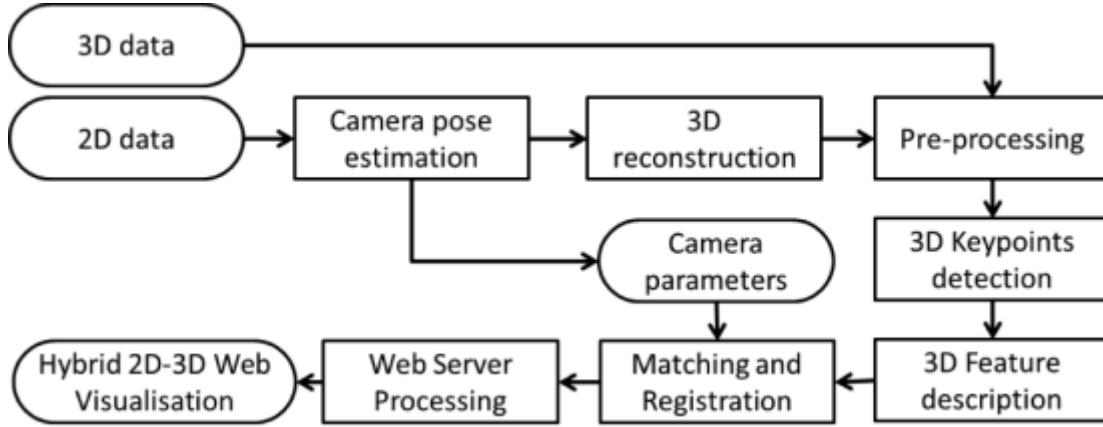 3D data
2D data
Camera pose
estimation
3D
reconstruction
Pre-processing
Camera
parameters
3D Keypoints
detection
Hybrid 2D-3D Web
Visualisation
Web Server
Processing
Matching and
Registration
3D Feature
description